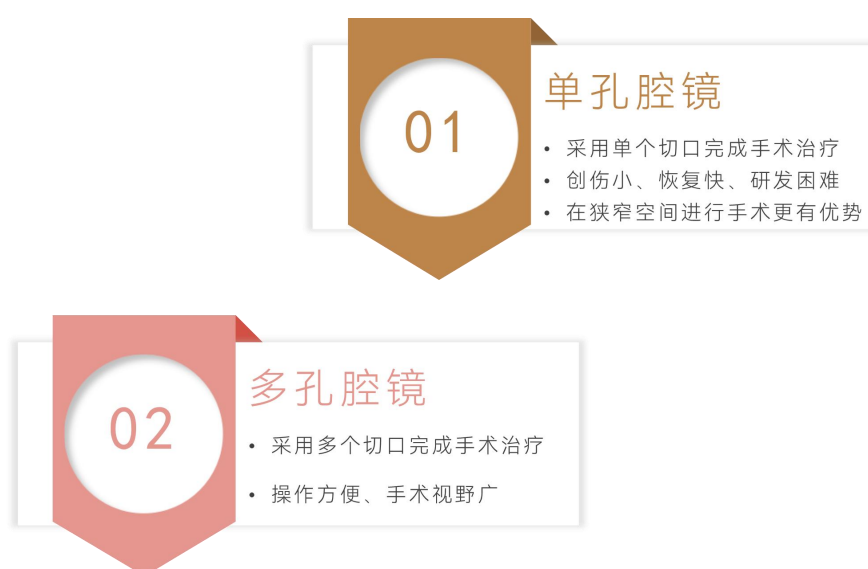 01
单孔腔镜
• 采用单个切口完成手术治疗
• 创伤小、恢复快、研发困难
• 在狭窄空间进行手术更有优势
02
多孔腔镜
• 采用多个切口完成手术治疗
• 操作方便、手术视野广